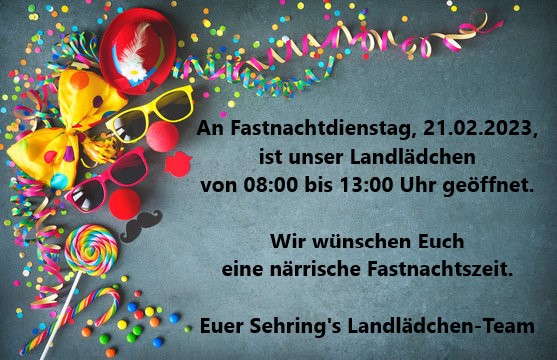 An Fastnachtdienstag, 21.02.2023,
ist unser Landlädchen
von 08:00 bis 13:00 Uhr geöffnet.
Wir wünschen Euch
eine närrische Fastnachtszeit.
Euer Sehring's Landlädchen-Team